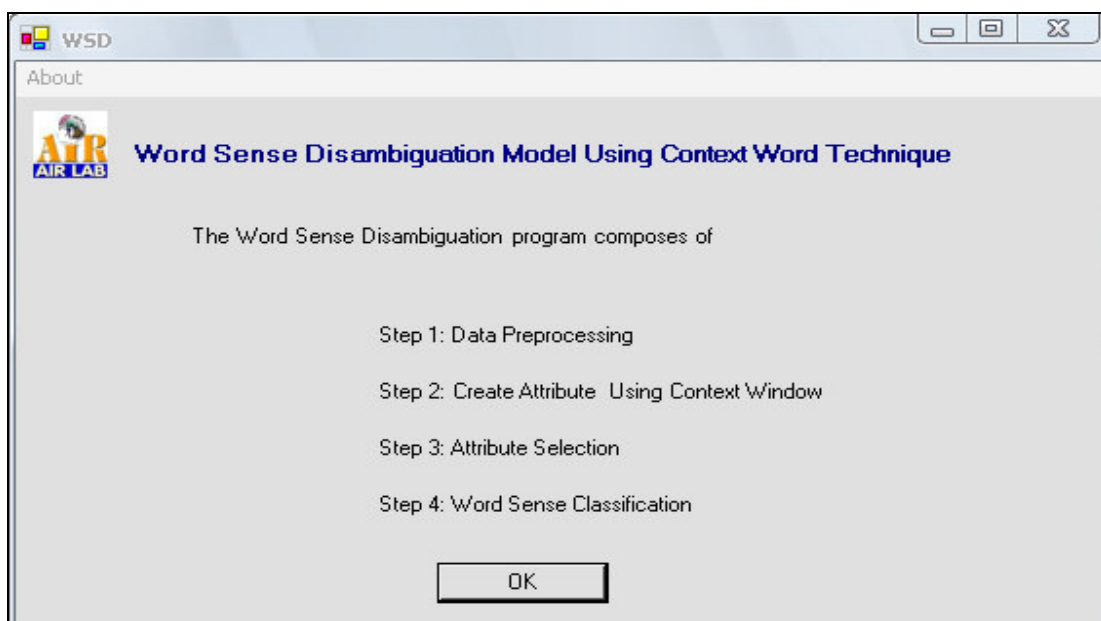 WSD
About
AiR
AIR LAB
Word Sense Disambiguation Model Using Context Word Technique
The Word Sense Disambiguation program composes of
Step 1: Data Preprocessing
Step 2: Create Attribute Using Context Window
Step 3: Attribute Selection
Step 4: Word Sense Classification
OK